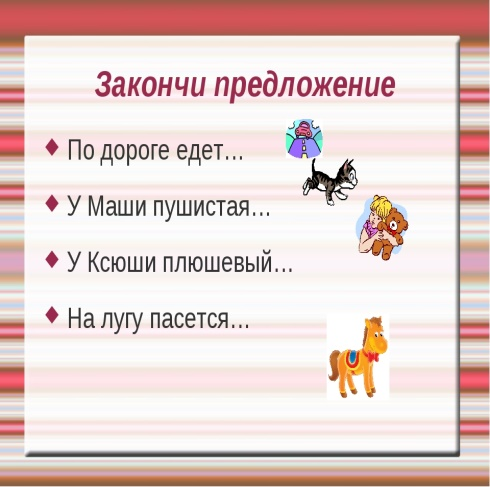 Закончи предложение
По дороге едет…
У Маши пушистая…
У Ксюши плюшевый…
На лугу пасется…